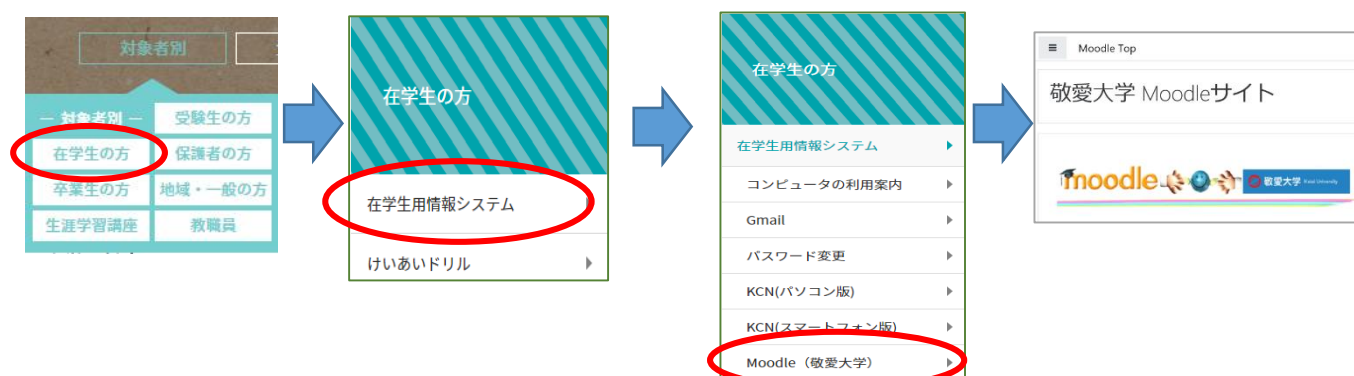 対象者別
— 対象者別 —
受験生の方
在学生の方
保護者の方
卒業生の方
地域・一般の方
生涯学習講座
教職員
在学生の方
在学生用情報システム
けいあいドリル
在学生の方
在学生用情報システム
コンピュータの利用案内
Gmail
パスワード変更
KCN(パソコン版)
KCN(スマートフォン版)
Moodle（敬愛大学）
Moodle Top
敬愛大学 Moodleサイト
moodle
敬愛大学